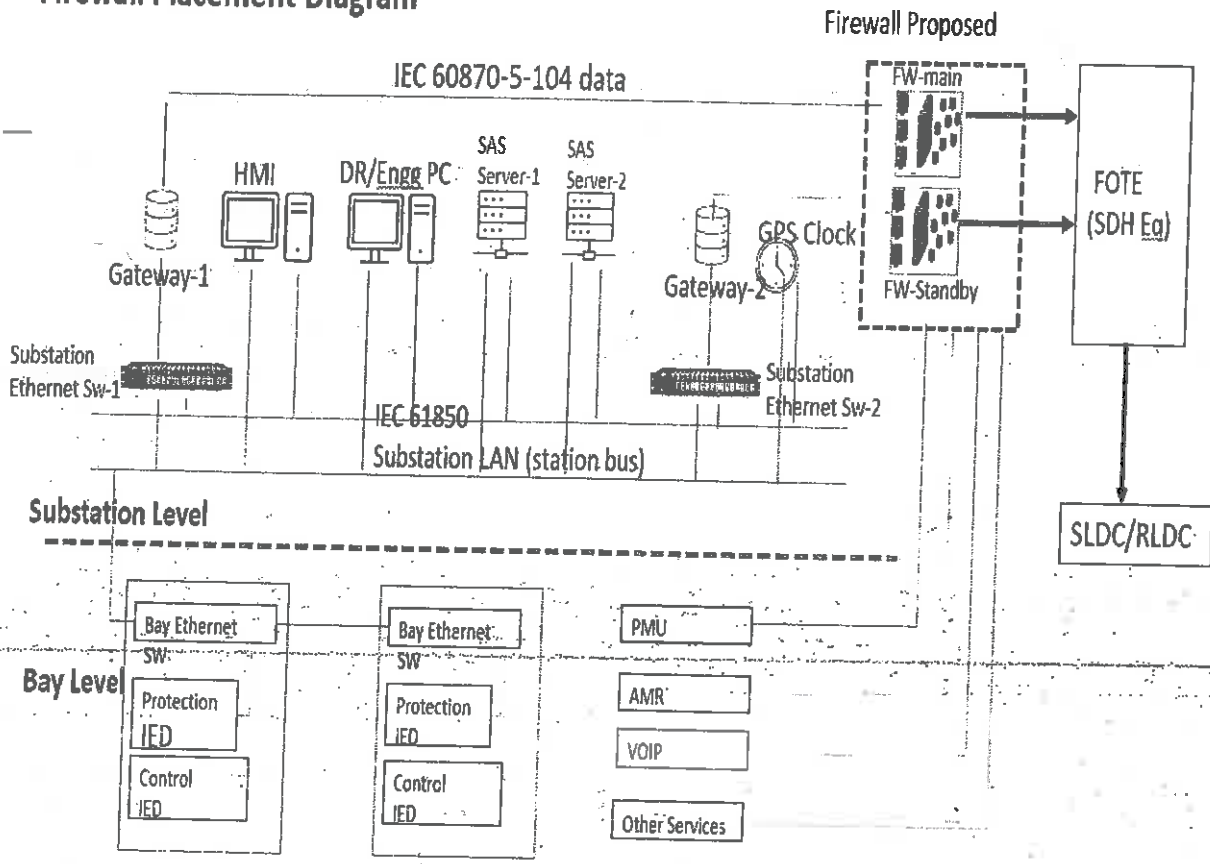 Firewall Placement Diagram
Firewall Proposed
IEC 60870-5-104 data
FW-main
FOTE
(SDH Eq)
FW-Standby
HMI
DR/Engg PC
SAS
Server-1
SAS
Server-2
GPS Clock
Gateway-1
Gateway-2
Substation
Ethernet Sw-1
Substation
Ethernet Sw-2
IEC 61850
Substation LAN (station bus)
Substation Level
SLDC/RLDC
Bay Ethernet
SW
Bay Ethernet
SW
PMU
Bay Level
Protection
IED
Protection
IED
AMR
VOIP
Control
IED
Control
IED
Other Services